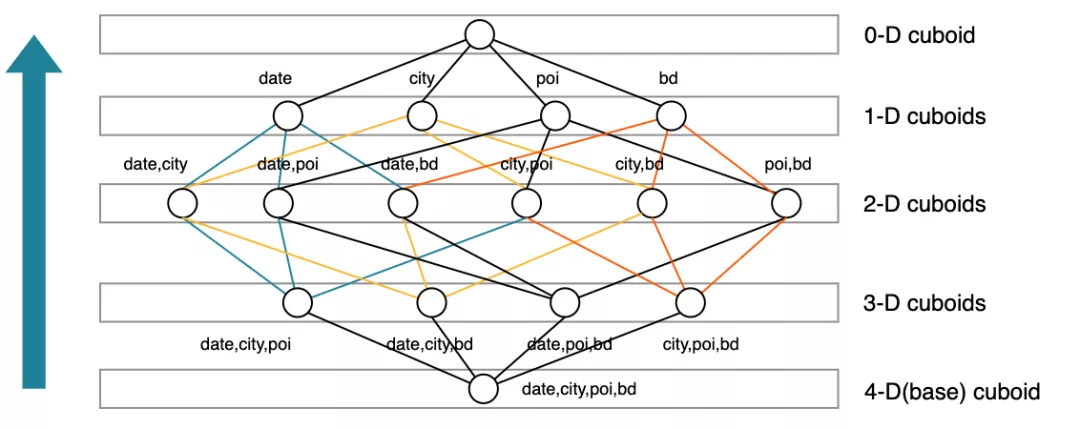 0-D cuboid
date
city
poi
bd
1-D cuboids
date,city
date,poi
date,bd
city,poi
city,bd
poi,bd
2-D cuboids
3-D cuboids
date,city,poi
date,city,bd
date,poi,bd
city,poi,bd
date,city,poi,bd
4-D(base) cuboid